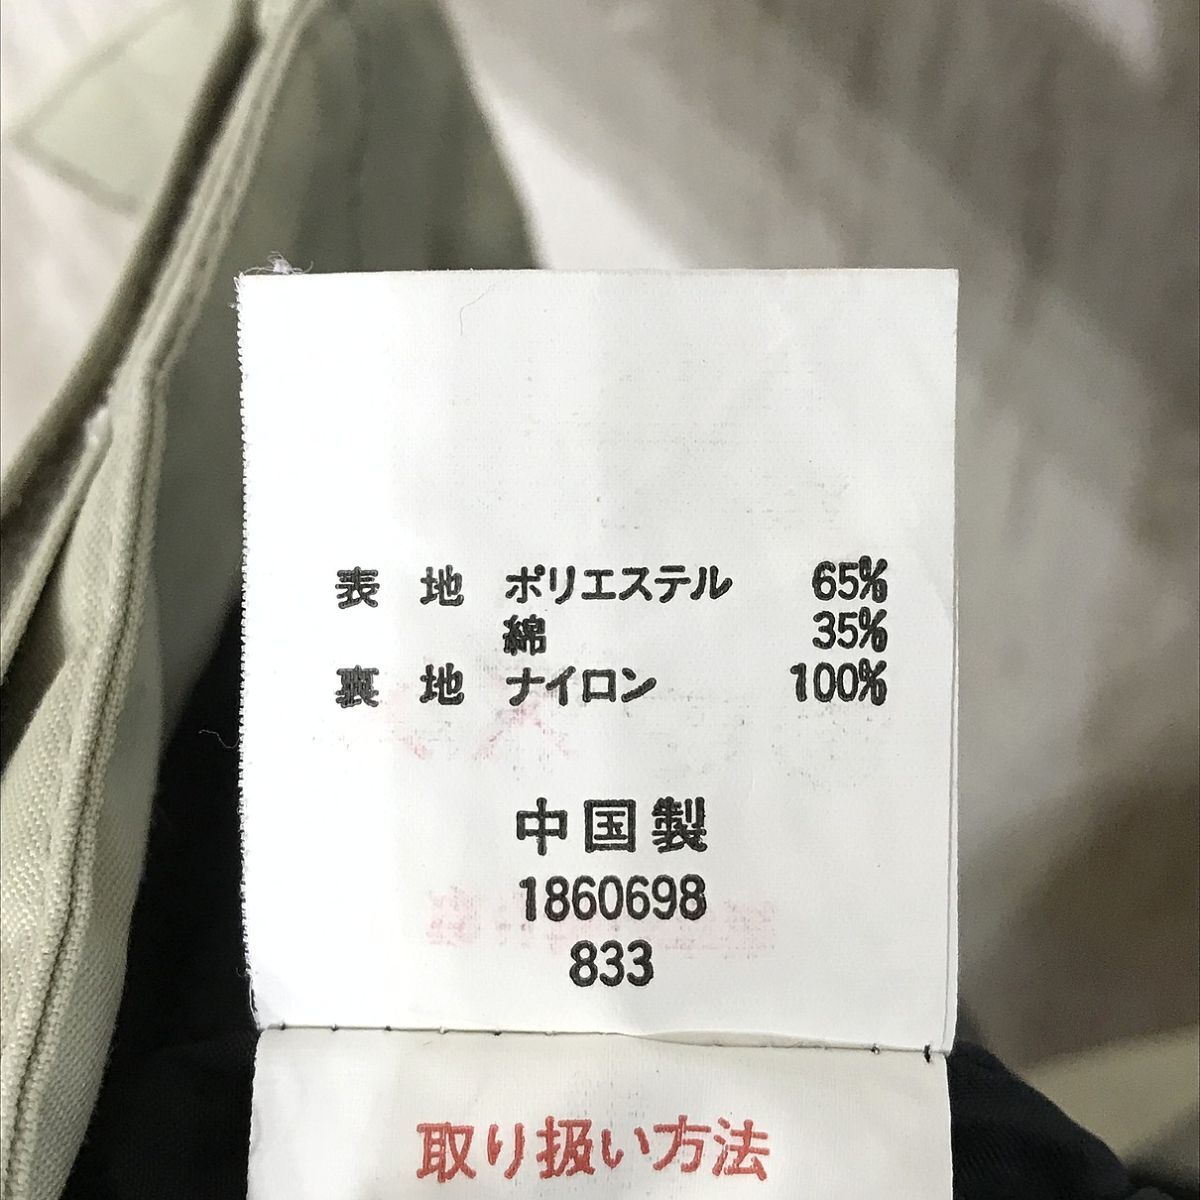 表 地 ポリエステル 65%
綿 35%
裏 地 ナイロン 100%
中国製
1860698
833
取り扱い方法